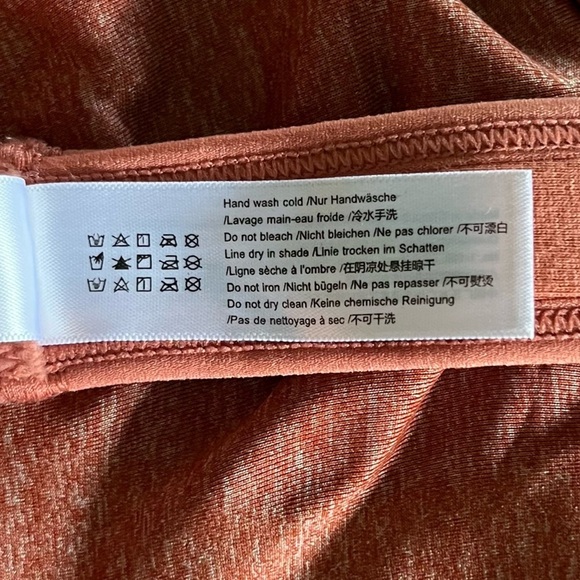 Hand wash cold /Nur Handwäsche
/Lavage main-eau froide /冷水手洗
Do not bleach /Nicht bleichen /Ne pas chlorer /不可漂白
Line dry in shade /Linie trocken im Schatten
/Ligne sèche à l'ombre /在阴凉处悬挂晾干
Do not iron /Nicht bügeln /Ne pas repasser /不可熨烫
Do not dry clean /Keine chemische Reinigung
/Pas de nettoyage à sec /不可干洗